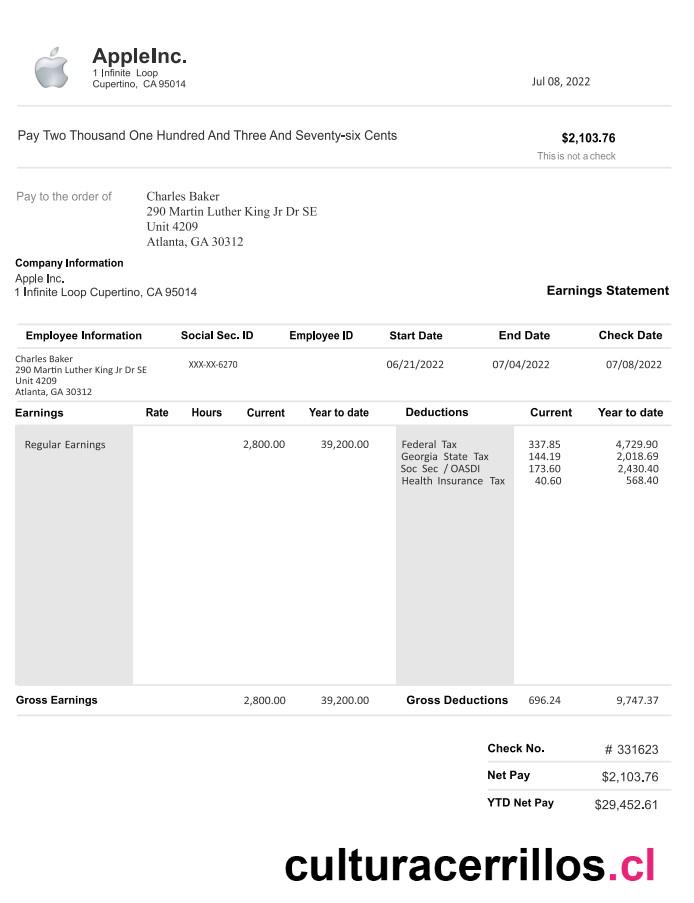 AppleInc.
1 Infinite Loop
Cupertino, CA 95014
Jul 08, 2022
Pay Two Thousand One Hundred And Three And Seventy-six Cents
$2,103.76
This is not a check
Pay to the order of
Charles Baker
290 Martin Luther King Jr Dr SE
Unit 4209
Atlanta, GA 30312
Company Information
Apple Inc.
1 Infinite Loop Cupertino, CA 95014
Earnings Statement
Employee Information Social Sec. ID Employee ID Start Date End Date Check Date
Charles Baker
290 Martin Luther King Jr Dr SE
Unit 4209
Atlanta, GA 30312
XXX-XX-6270 06/21/2022 07/04/2022 07/08/2022
Earnings Rate Hours Current Year to date Deductions Current Year to date
Regular Earnings 2,800.00 39,200.00 Federal Tax 337.85 4,729.90
Georgia State Tax 144.19 2,018.69
Soc Sec / OASDI 173.60 2,430.40
Health Insurance Tax 40.60 568.40
Gross Earnings 2,800.00 39,200.00 Gross Deductions 696.24 9,747.37
Check No. # 331623
Net Pay $2,103.76
YTD Net Pay $29,452.61
culturacerrillos.cl